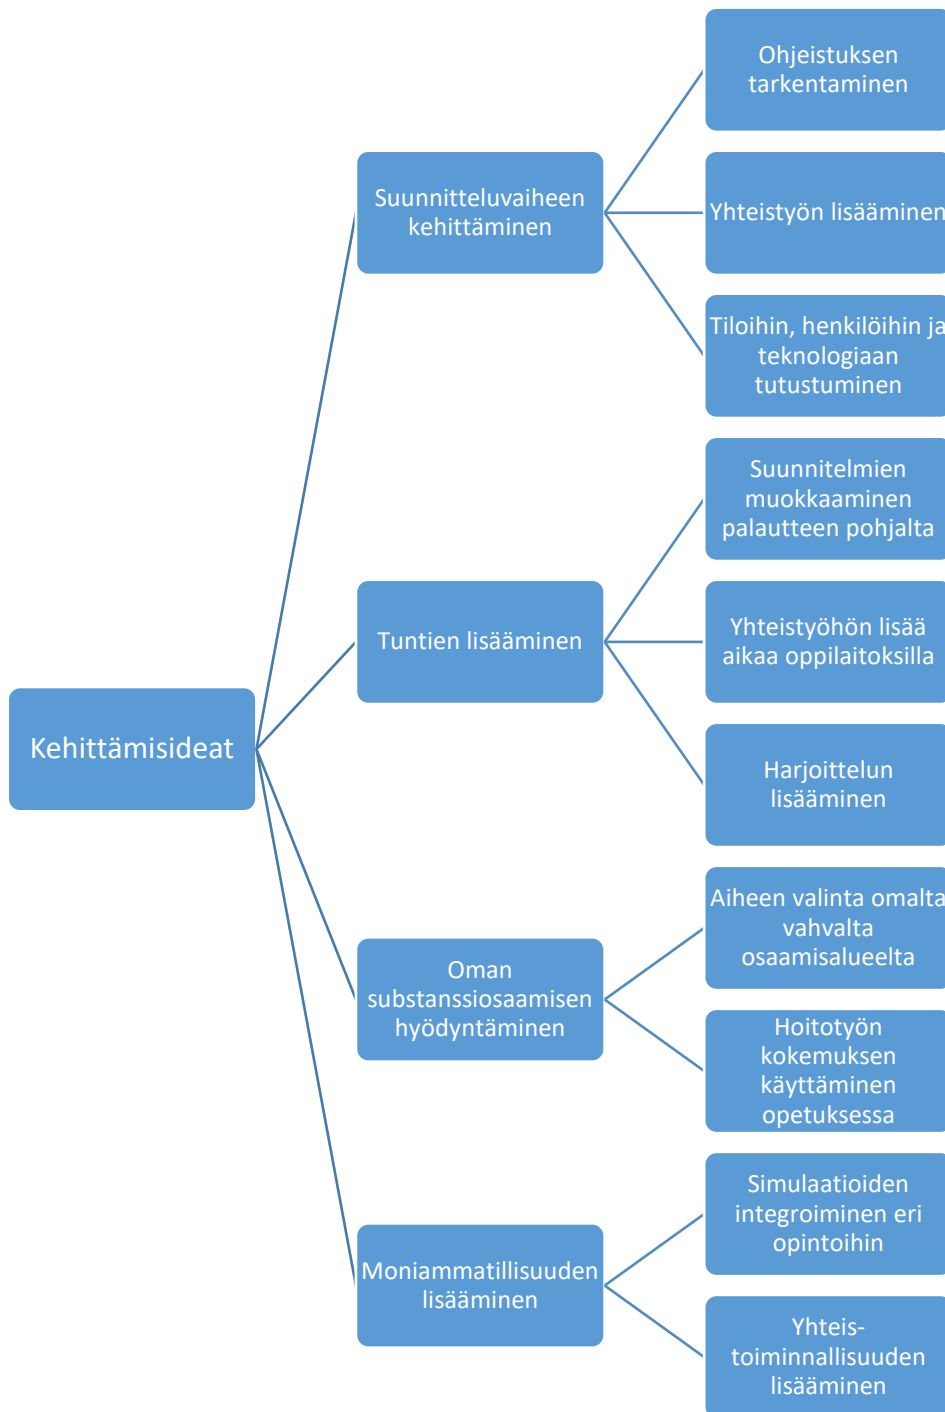 Kehittämisideat
Suunnitteluvaiheen
kehittäminen
Ohjeistuksen
tarkentaminen
Yhteistyön lisääminen
Tiloihin, henkilöihin ja
teknologiaan
tutustuminen
Tuntien lisääminen
Suunnitelmien
muokkaaminen
palautteen pohjalta
Yhteistyöhön lisää
aikaa oppilaitoksilla
Harjoittelun
lisääminen
Oman
substanssiosaamisen
hyödyntäminen
Aiheen valinta omalta
vahvalta
osaamisalueelta
Hoitotyön
kokemuksen
käyttäminen
opetuksessa
Moniammatillisuuden
lisääminen
Simulaatioiden
integroiminen eri
opintoihin
Yhteis-
toiminnallisuuden
lisääminen